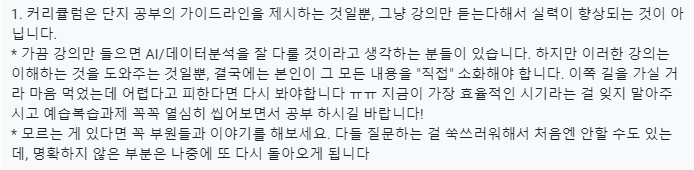 1. 커리큘럼은 단지 공부의 가이드라인을 제시하는 것일뿐, 그냥 강의만 듣는다해서 실력이 향상되는 것이 아
닙니다.
* 가끔 강의만 들으면 AI/데이터분석을 잘 다룰 것이라고 생각하는 분들이 있습니다. 하지만 이러한 강의는
이해하는 것을 도와주는 것일뿐, 결국에는 본인이 그 모든 내용을 "직접" 소화해야 합니다. 이쪽 길을 가실 거
라 마음 먹었는데 어렵다고 피한다면 다시 봐야합니다 ㅠㅠ 지금이 가장 효율적인 시기라는 걸 잊지 말아주
시고 예습복습과제 꼭꼭 열심히 씹어보면서 공부 하시길 바랍니다!
* 모르는 게 있다면 꼭 부원들과 이야기를 해보세요. 다들 질문하는 걸 쑥쓰러워해서 처음엔 안할 수도 있는
데, 명확하지 않은 부분은 나중에 또 다시 돌아오게 됩니다